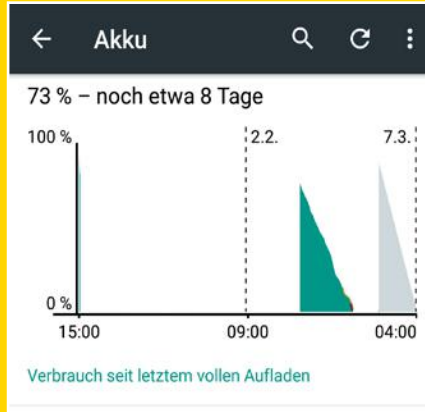 Akku
73 % – noch etwa 8 Tage
100 % 2.2. 7.3.
0 %
15:00 09:00 04:00
Verbrauch seit letztem vollen Aufladen